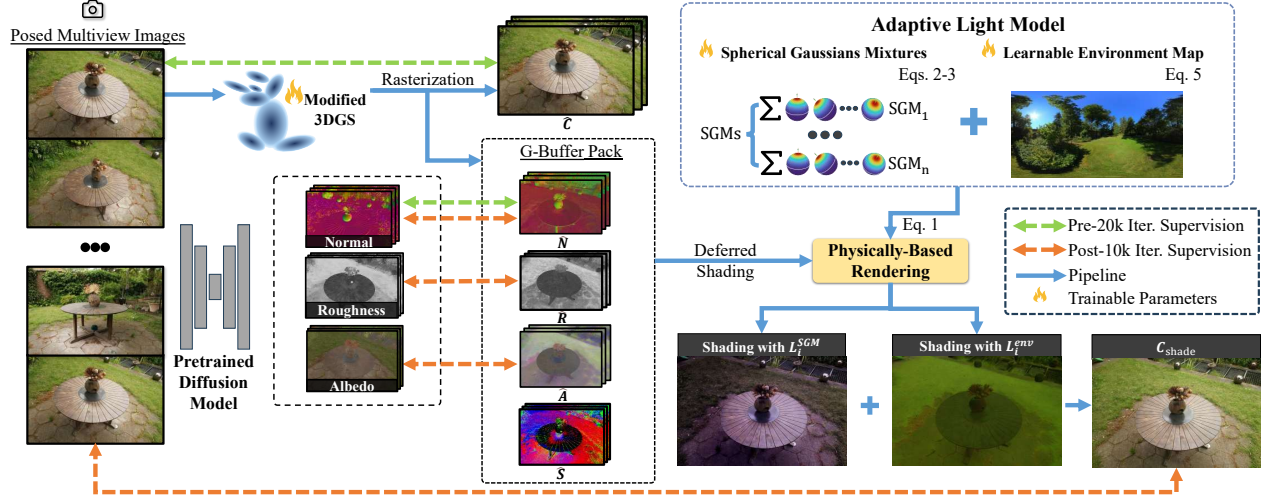 Posed Multiview Images
Rasterization
Modified
3DGS
Ĉ
G-Buffer Pack
Normal
N̂
Roughness
R̂
Albedo
Â
Ŝ
Pretrained
Diffusion
Model
Adaptive Light Model
Spherical Gaussians Mixtures
Learnable Environment Map
Eqs. 2-3
Eq. 5
SGMs
∑
SGM₁
∑
SGMₙ
Eq. 1
Deferred
Shading
Physically-Based
Rendering
Pre-20k Iter. Supervision
Post-10k Iter. Supervision
Pipeline
Trainable Parameters
Shading with L_i^{SGM}
Shading with L_i^{env}
C_shade